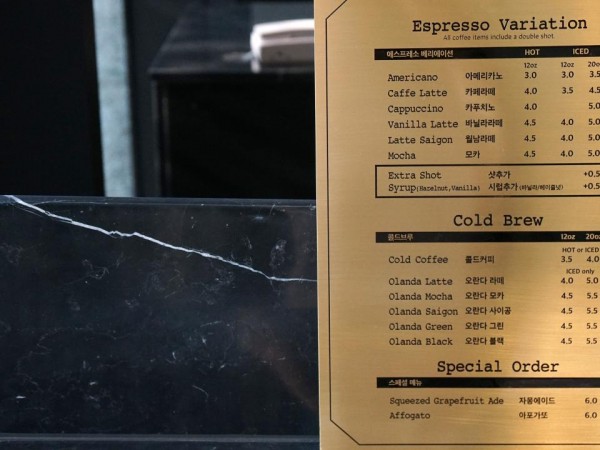 Espresso Variation
All coffee items include a double shot.
에스프레소 베리에이션 HOT ICED
12oz 12oz 20oz
Americano 아메리카노 3.0 3.0 3.5
Caffe Latte 카페라떼 4.0 3.5 4.5
Cappuccino 카푸치노 4.0 5.0
Vanilla Latte 바닐라라떼 4.5 4.0 5.0
Latte Saigon 월남라떼 4.5 4.0 5.0
Mocha 모카 4.5 4.0 5.0
Extra Shot 샷추가 +0.5
Syrup(Hazelnut,Vanilla) 시럽추가 (바닐라/헤이즐넛) +0.5
Cold Brew
콜드브루 12oz 20oz
HOT or ICED
Cold Coffee 콜드커피 3.5 4.0
ICED only
Olanda Latte 오란다 라떼 4.0 5.0
Olanda Mocha 오란다 모카 4.5 5.5
Olanda Saigon 오란다 사이공 4.5 5.5
Olanda Green 오란다 그린 4.5 5.5
Olanda Black 오란다 블랙 4.5 5.5
Special Order
스페셜 메뉴
Squeezed Grapefruit Ade 자몽에이드 6.0
Affogato 아포가또 6.0